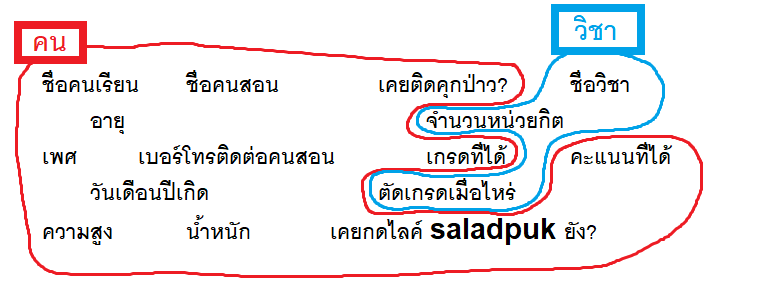 คน วิชา
ชื่อคนเรียน ชื่อคนสอน เคยติดคุกป่าว? ชื่อวิชา
อายุ จำนวนหน่วยกิต
เพศ เบอร์โทรติดต่อคนสอน เกรดที่ได้ คะแนนที่ได้
วันเดือนปีเกิด ตัดเกรดเมื่อไหร่
ความสูง น้ำหนัก เคยกดไลค์ saladpuk ยัง?